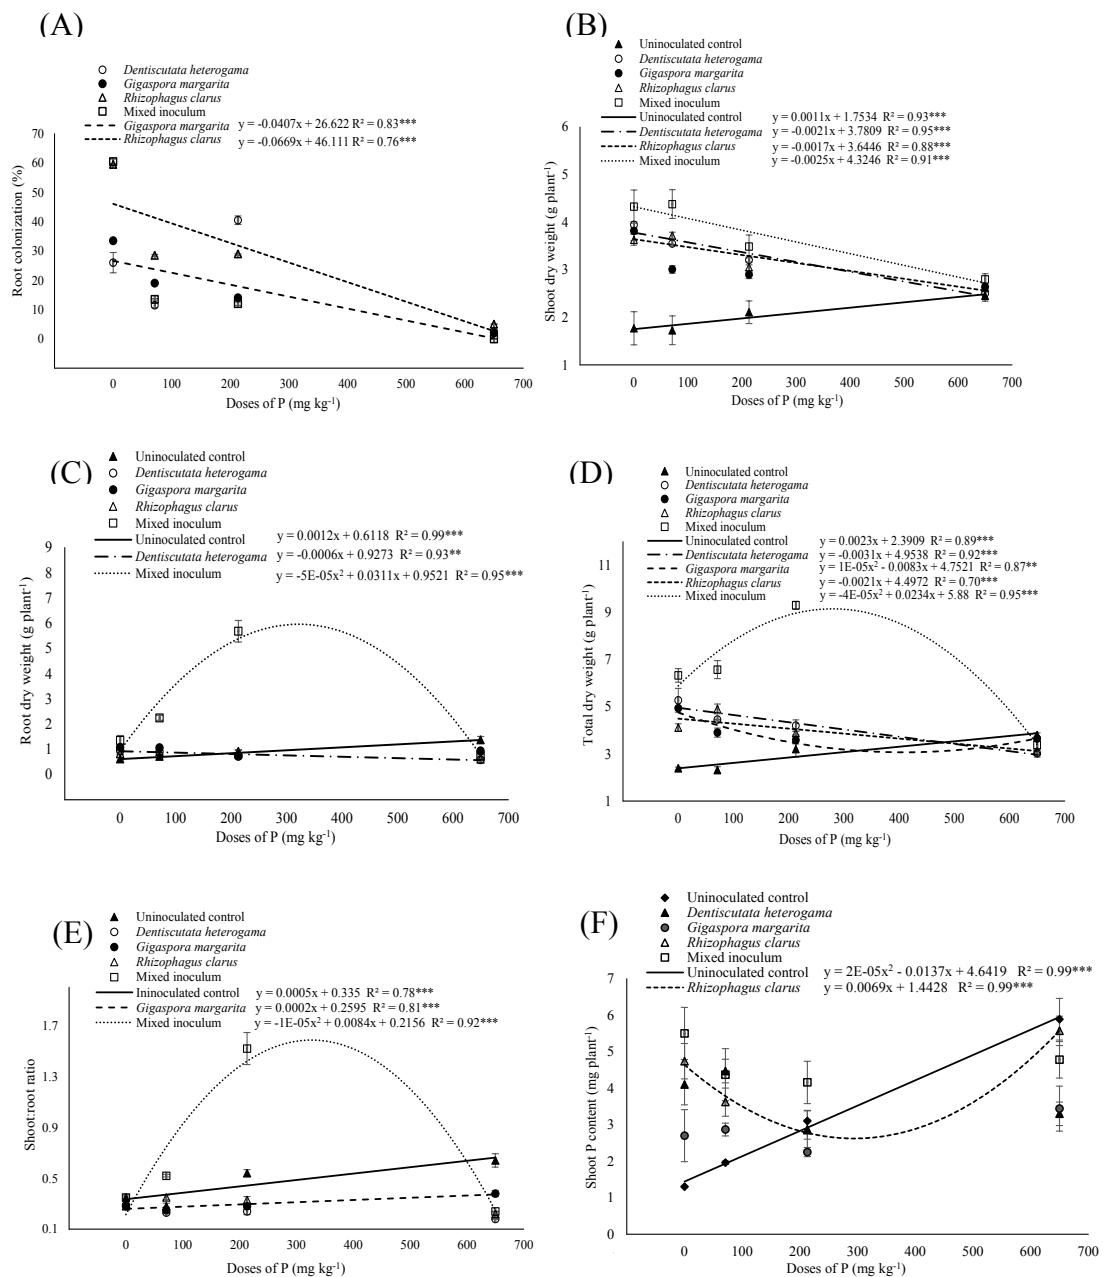 (A)
Dentiscutata heterogama
Gigaspora margarita
Rhizophagus clarus
Mixed inoculum
Gigaspora margarita y = -0.0407x + 26.622 R² = 0.83***
Rhizophagus clarus y = -0.0669x + 46.111 R² = 0.76***
Root colonization (%)
70
60
50
40
30
20
10
0
0 100 200 300 400 500 600 700
Doses of P (mg kg⁻¹)
(B)
Uninoculated control
Dentiscutata heterogama
Gigaspora margarita
Rhizophagus clarus
Mixed inoculum
Uninoculated control y = 0.0011x + 1.7534 R² = 0.93***
Dentiscutata heterogama y = -0.0021x + 3.7809 R² = 0.95***
Rhizophagus clarus y = -0.0017x + 3.6446 R² = 0.88***
Mixed inoculum y = -0.0025x + 4.3246 R² = 0.91***
Shoot dry weight (g plant⁻¹)
6
5
4
3
2
1
0 100 200 300 400 500 600 700
Doses of P (mg kg⁻¹)
(C)
Uninoculated control
Dentiscutata heterogama
Gigaspora margarita
Rhizophagus clarus
Mixed inoculum
Uninoculated control y = 0.0012x + 0.6118 R² = 0.99***
Dentiscutata heterogama y = -0.0006x + 0.9273 R² = 0.93**
Mixed inoculum y = -5E-05x² + 0.0311x + 0.9521 R² = 0.95***
Root dry weight (g plant⁻¹)
9
8
7
6
5
4
3
2
1
0
0 100 200 300 400 500 600 700
Doses of P (mg kg⁻¹)
(D)
Uninoculated control
Dentiscutata heterogama
Gigaspora margarita
Rhizophagus clarus
Mixed inoculum
Uninoculated control y = 0.0023x + 2.3909 R² = 0.89***
Dentiscutata heterogama y = -0.0031x + 4.9538 R² = 0.92***
Gigaspora margarita y = 1E-05x² - 0.0083x + 4.7521 R² = 0.87**
Rhizophagus clarus y = -0.0021x + 4.4972 R² = 0.70***
Mixed inoculum y = -4E-05x² + 0.0234x + 5.88 R² = 0.95***
Total dry weight (g plant⁻¹)
11
9
7
5
3
1
0 100 200 300 400 500 600 700
Doses of P (mg kg⁻¹)
(E)
Uninoculated control
Dentiscutata heterogama
Gigaspora margarita
Rhizophagus clarus
Mixed inoculum
Ininoculated control y = 0.0005x + 0.335 R² = 0.78***
Gigaspora margarita y = 0.0002x + 0.2595 R² = 0.81***
Mixed inoculum y = -1E-05x² + 0.0084x + 0.2156 R² = 0.92***
Shoot:root ratio
1.7
1.3
0.9
0.5
0.1
0 100 200 300 400 500 600 700
Doses of P (mg kg⁻¹)
(F)
Uninoculated control
Dentiscutata heterogama
Gigaspora margarita
Rhizophagus clarus
Mixed inoculum
Uninoculated control y = 2E-05x² - 0.0137x + 4.6419 R² = 0.99***
Rhizophagus clarus y = 0.0069x + 1.4428 R² = 0.99***
Shoot P content (mg plant⁻¹)
7
6
5
4
3
2
1
0
0 100 200 300 400 500 600 700
Doses of P (mg kg⁻¹)